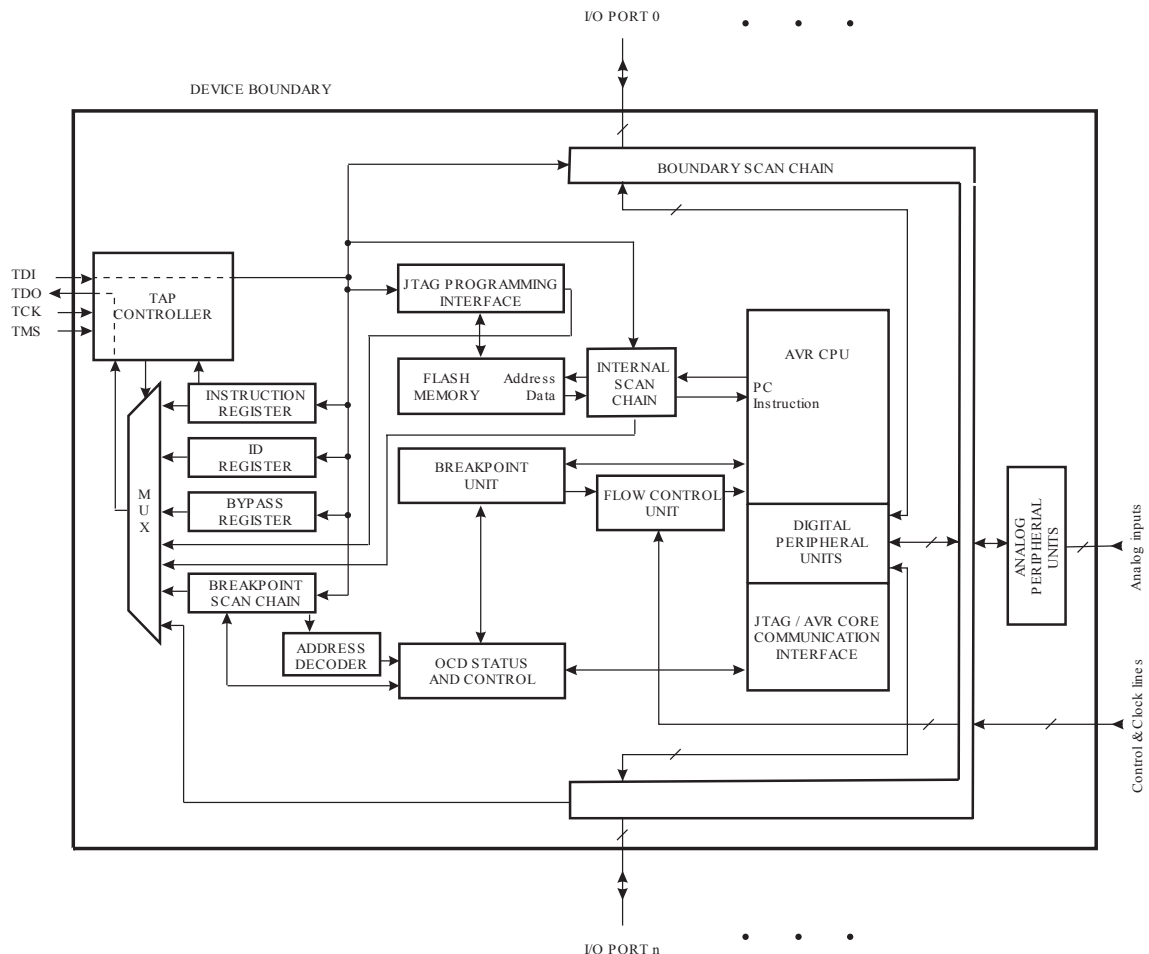 I/O PORT 0
DEVICE BOUNDARY
BOUNDARY SCAN CHAIN
TDI
TDO
TCK
TMS
TAP
CONTROLLER
JTAG PROGRAMMING
INTERFACE
AVR CPU
FLASH
MEMORY
Address
Data
INTERNAL
SCAN
CHAIN
PC
Instruction
INSTRUCTION
REGISTER
ID
REGISTER
M
U
X
BREAKPOINT
UNIT
FLOW CONTROL
UNIT
BYPASS
REGISTER
DIGITAL
PERIPHERAL
UNITS
ANALOG
PERIPHERIAL
UNITS
Analog inputs
BREAKPOINT
SCAN CHAIN
JTAG / AVR CORE
COMMUNICATION
INTERFACE
ADDRESS
DECODER
OCD STATUS
AND CONTROL
Control & Clock lines
I/O PORT n